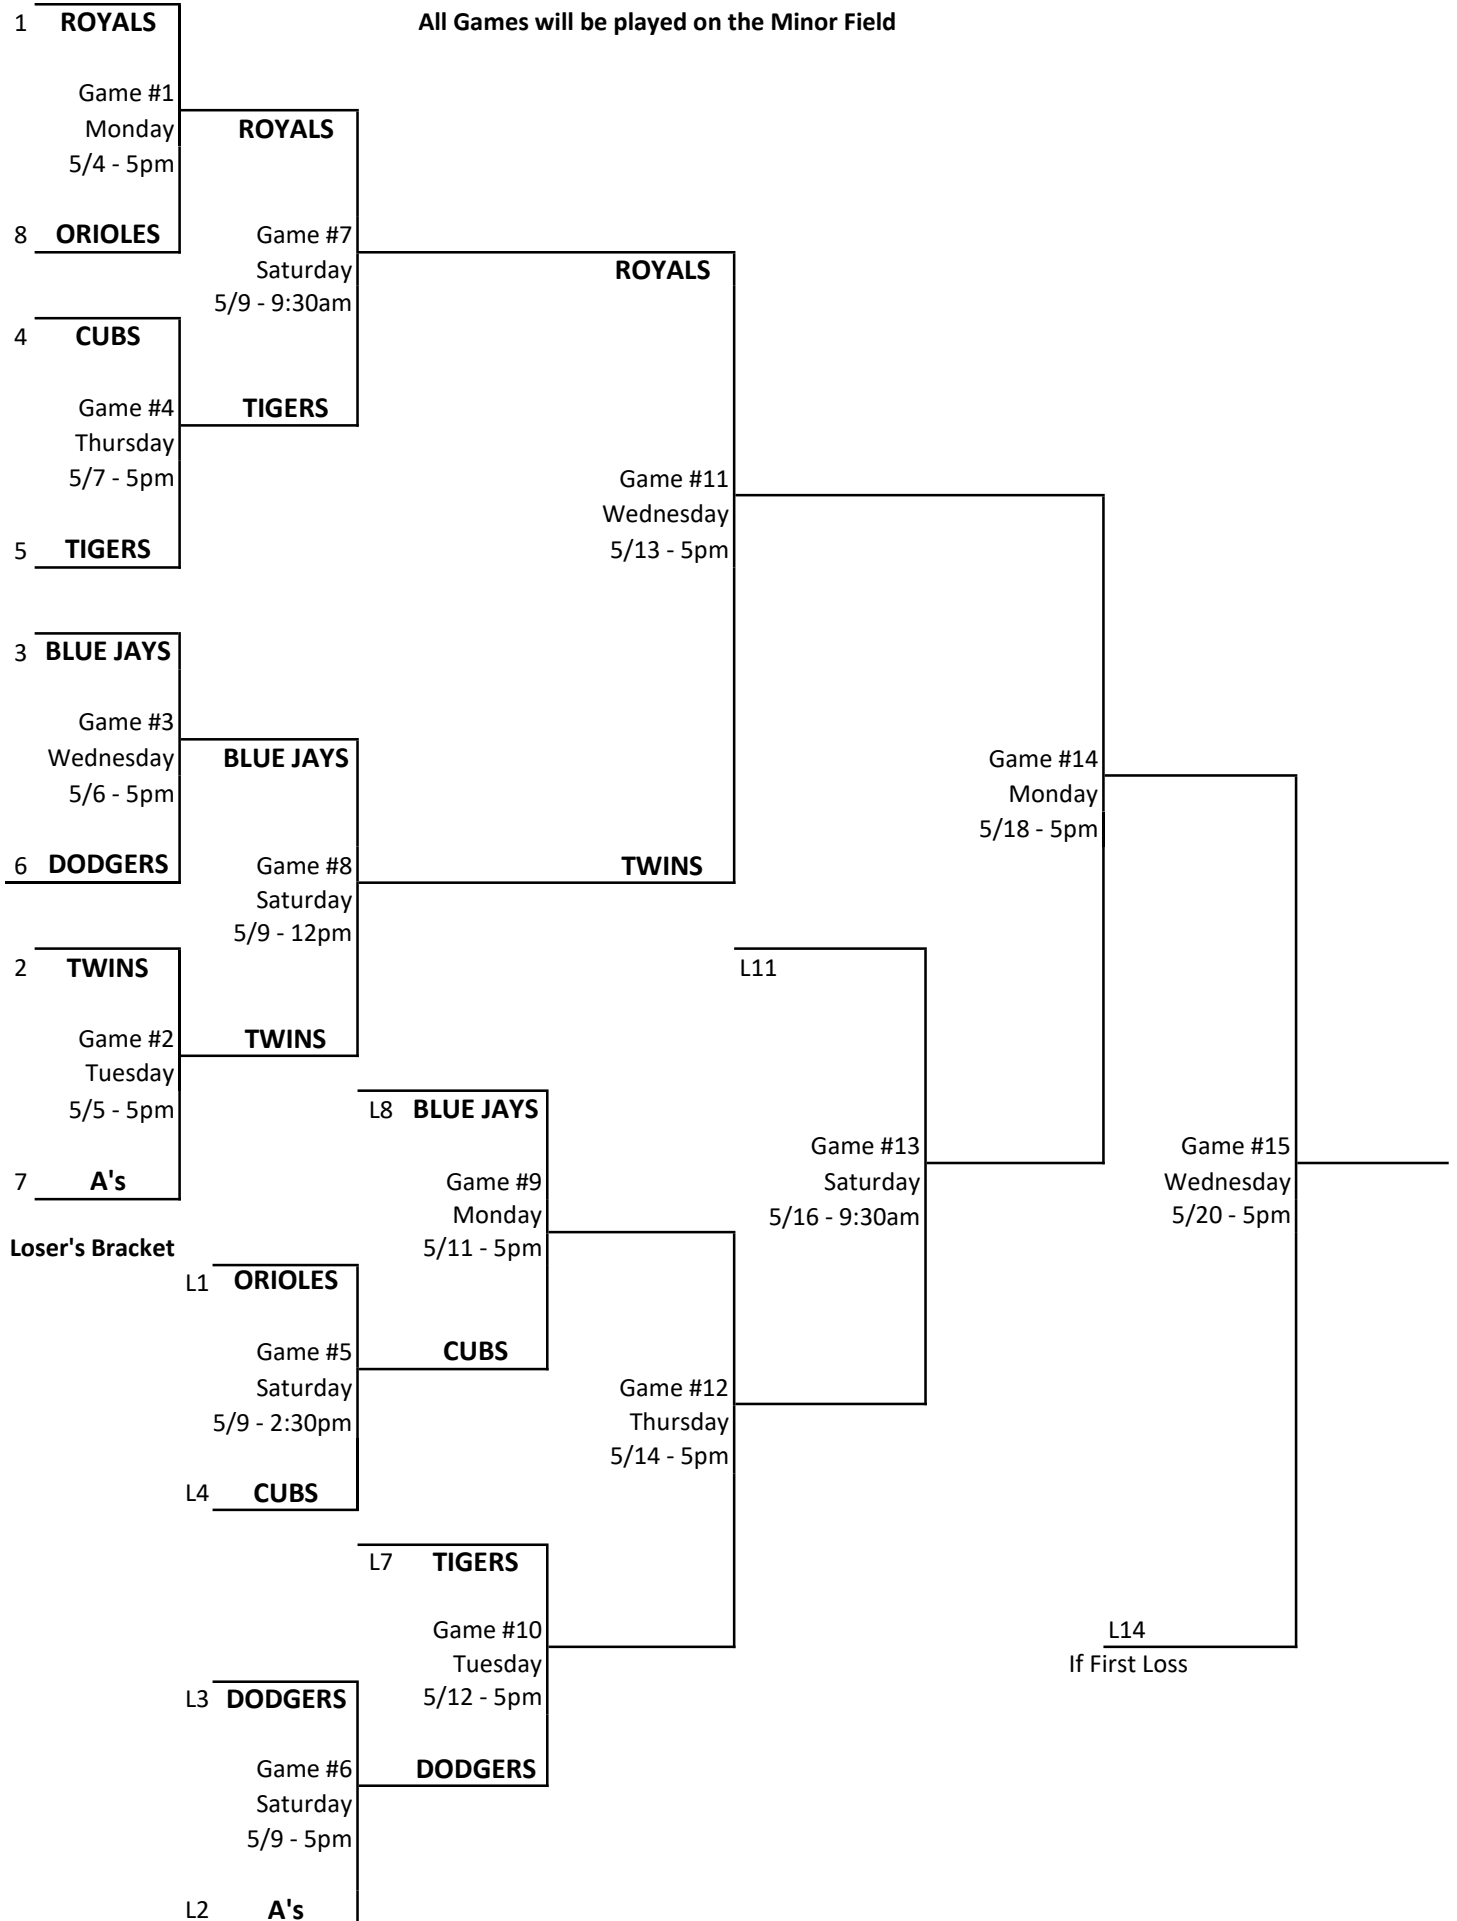 All Games will be played on the Minor Field
1 ROYALS
Game #1
Monday
5/4 - 5pm
8 ORIOLES
4 CUBS
Game #4
Thursday
5/7 - 5pm
5 TIGERS
3 BLUE JAYS
Game #3
Wednesday
5/6 - 5pm
6 DODGERS
2 TWINS
Game #2
Tuesday
5/5 - 5pm
7 A's
ROYALS
Game #7
Saturday
5/9 - 9:30am
TIGERS
BLUE JAYS
Game #8
Saturday
5/9 - 12pm
TWINS
ROYALS
Game #11
Wednesday
5/13 - 5pm
TWINS
Loser's Bracket
L1 ORIOLES
Game #5
Saturday
5/9 - 2:30pm
L4 CUBS
L3 DODGERS
Game #6
Saturday
5/9 - 5pm
L2 A's
L8 BLUE JAYS
Game #9
Monday
5/11 - 5pm
CUBS
L7 TIGERS
Game #10
Tuesday
5/12 - 5pm
DODGERS
Game #12
Thursday
5/14 - 5pm
L11
Game #13
Saturday
5/16 - 9:30am
Game #14
Monday
5/18 - 5pm
Game #15
Wednesday
5/20 - 5pm
L14
If First Loss